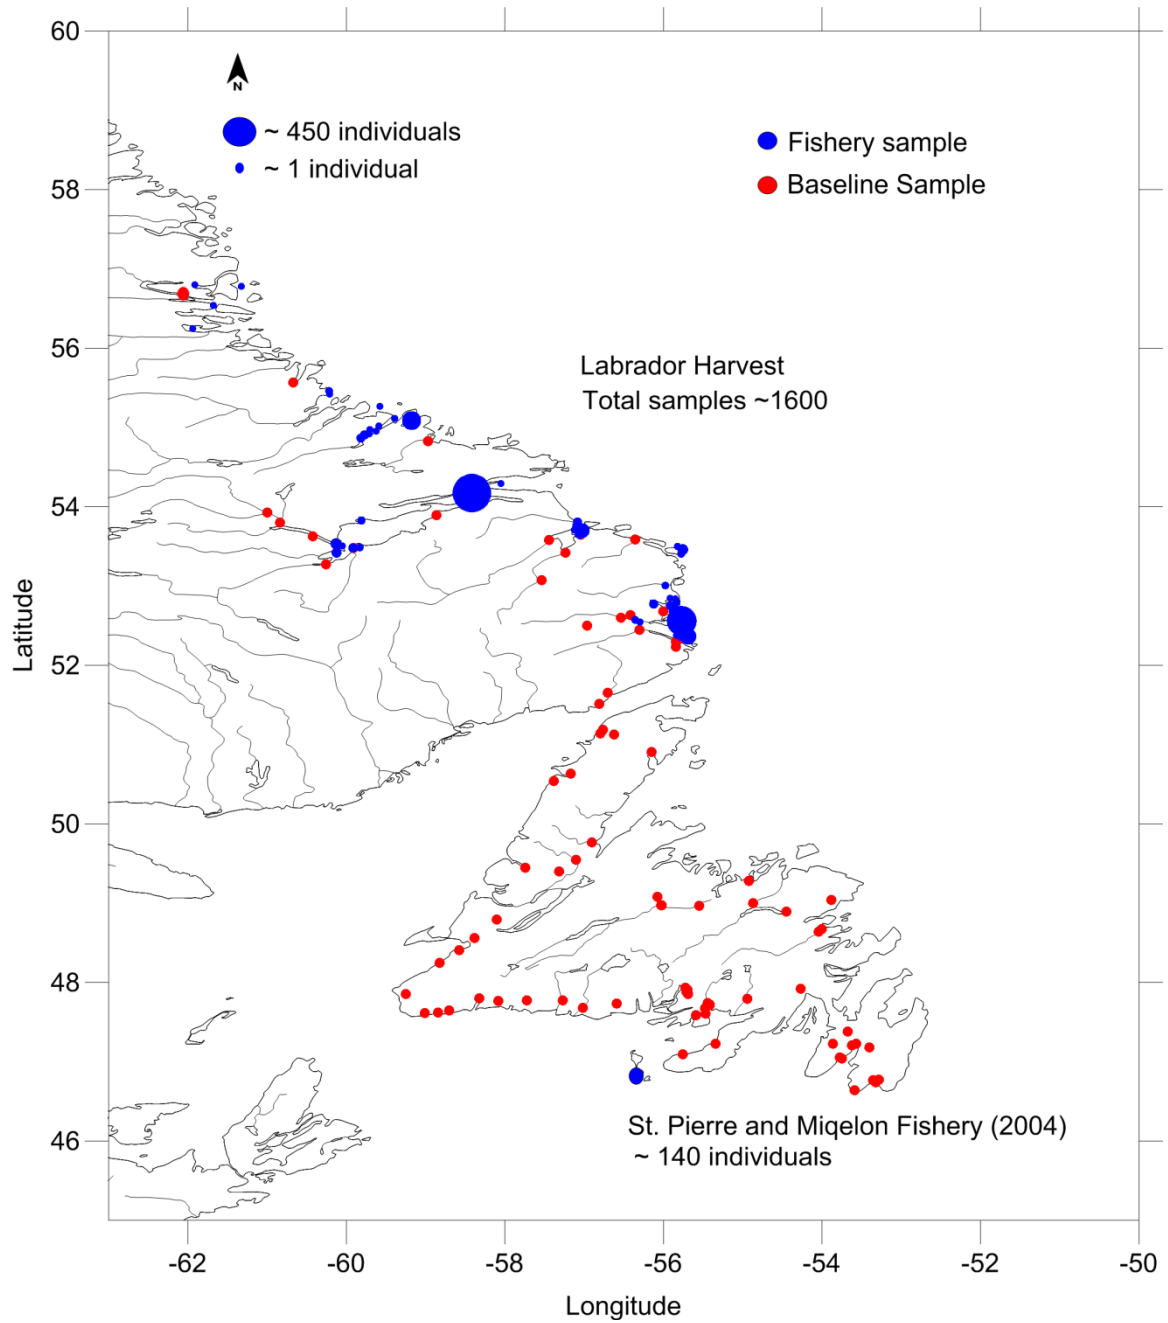 60
N
~ 450 individuals
~ 1 individual
Fishery sample
Baseline Sample
58
56
Labrador Harvest
Total samples ~1600
54
Latitude
52
50
48
St. Pierre and Miqelon Fishery (2004)
~ 140 individuals
46
-62 -60 -58 -56 -54 -52 -50
Longitude